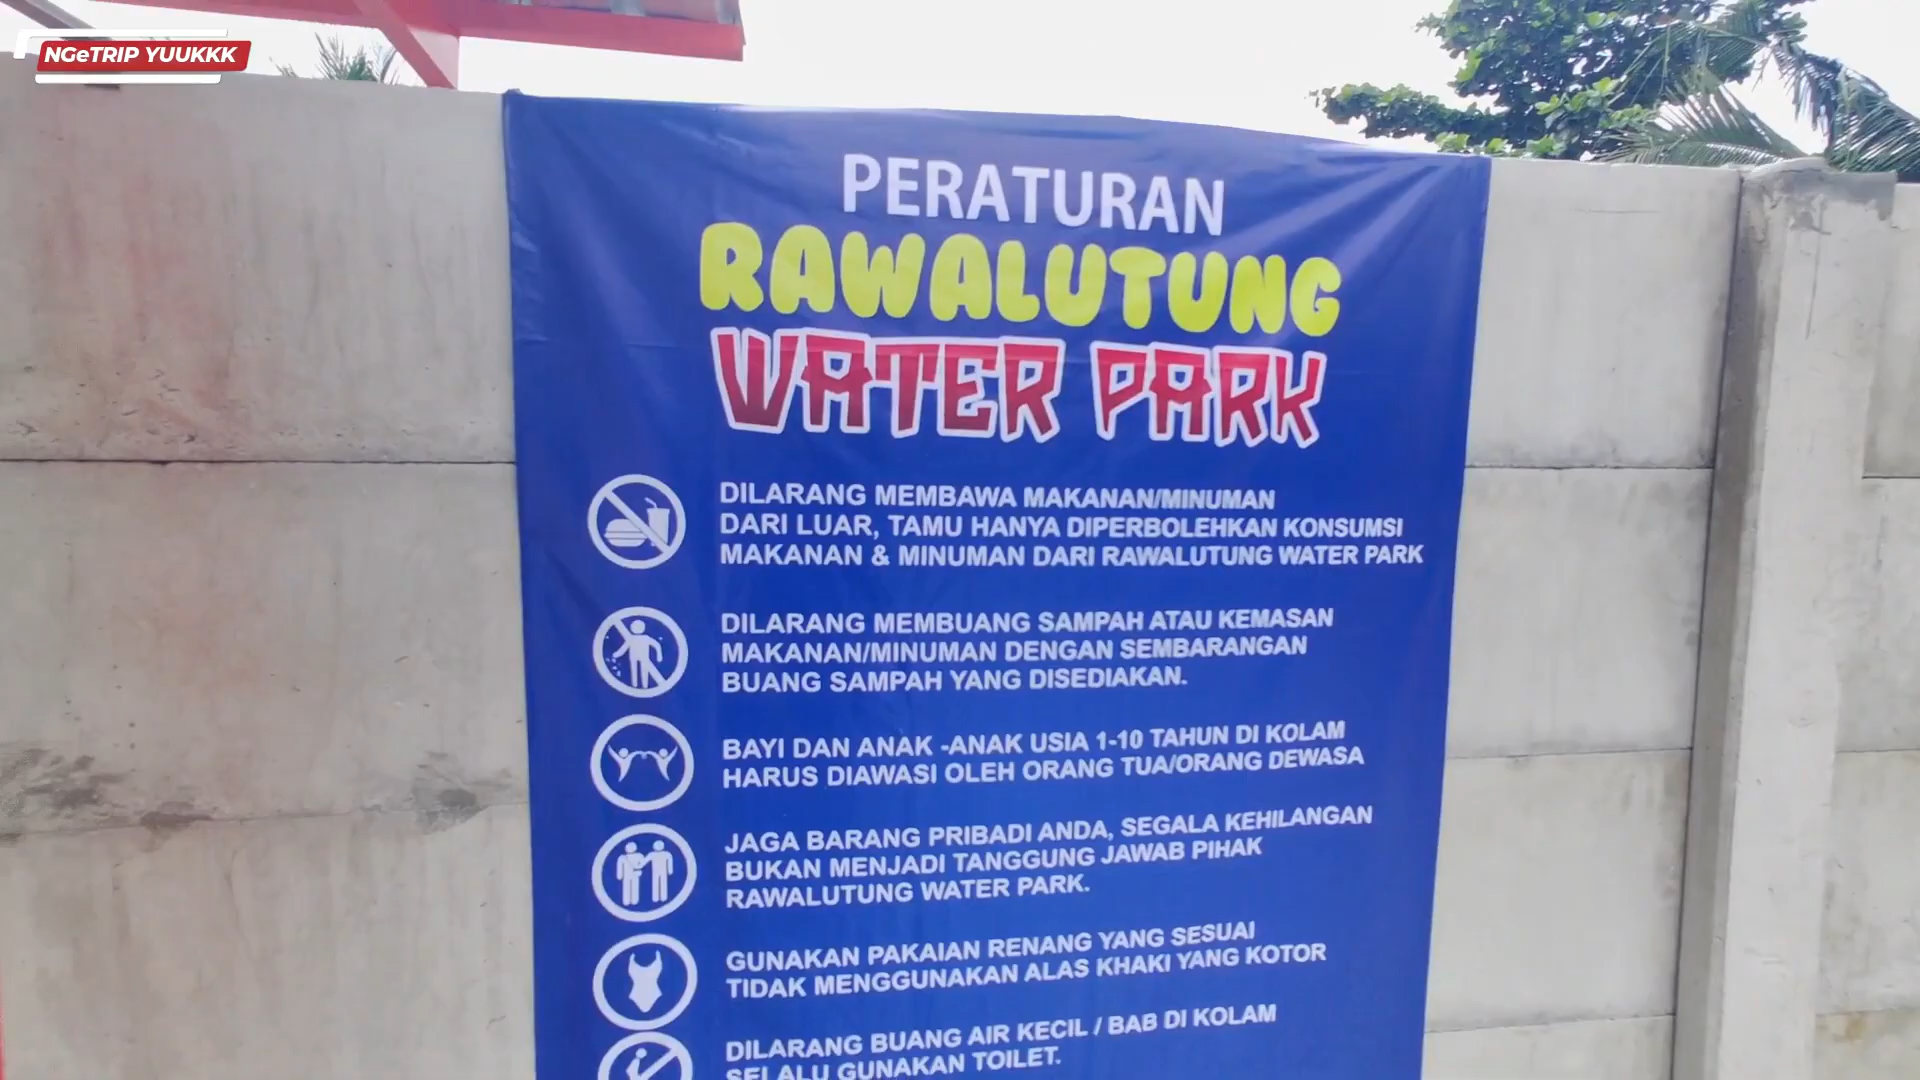 NGeTRIP YUUKKK
PERATURAN
RAWALUTUNG
WATER PARK
DILARANG MEMBAWA MAKANAN/MINUMAN
DARI LUAR, TAMU HANYA DIPERBOLEHKAN KONSUMSI
MAKANAN & MINUMAN DARI RAWALUTUNG WATER PARK
DILARANG MEMBUANG SAMPAH ATAU KEMASAN
MAKANAN/MINUMAN DENGAN SEMBARANGAN
BUANG SAMPAH YANG DISEDIAKAN.
BAYI DAN ANAK -ANAK USIA 1-10 TAHUN DI KOLAM
HARUS DIAWASI OLEH ORANG TUA/ORANG DEWASA
JAGA BARANG PRIBADI ANDA, SEGALA KEHILANGAN
BUKAN MENJADI TANGGUNG JAWAB PIHAK
RAWALUTUNG WATER PARK.
GUNAKAN PAKAIAN RENANG YANG SESUAI
TIDAK MENGGUNAKAN ALAS KHAKI YANG KOTOR
DILARANG BUANG AIR KECIL / BAB DI KOLAM
SELALU GUNAKAN TOILET.